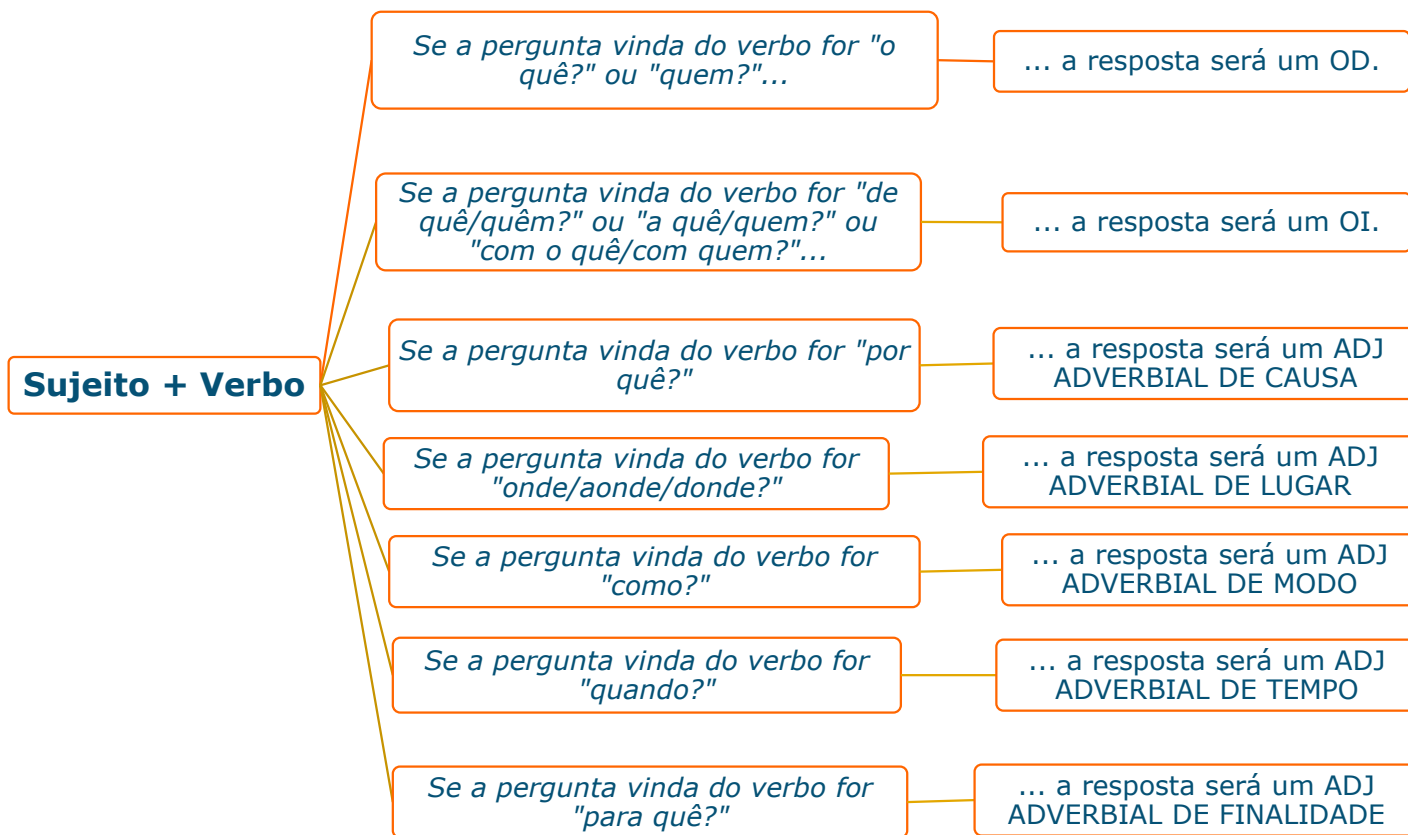 Se a pergunta vinda do verbo for "o
quê?" ou "quem?"...
... a resposta será um OD.
Se a pergunta vinda do verbo for "de
quê/quêm?" ou "a quê/quem?" ou
"com o quê/com quem?"...
... a resposta será um OI.
Sujeito + Verbo
Se a pergunta vinda do verbo for "por
quê?"
... a resposta será um ADJ
ADVERBIAL DE CAUSA
Se a pergunta vinda do verbo for
"onde/aonde/donde?"
... a resposta será um ADJ
ADVERBIAL DE LUGAR
Se a pergunta vinda do verbo for
"como?"
... a resposta será um ADJ
ADVERBIAL DE MODO
Se a pergunta vinda do verbo for
"quando?"
... a resposta será um ADJ
ADVERBIAL DE TEMPO
Se a pergunta vinda do verbo for
"para quê?"
... a resposta será um ADJ
ADVERBIAL DE FINALIDADE